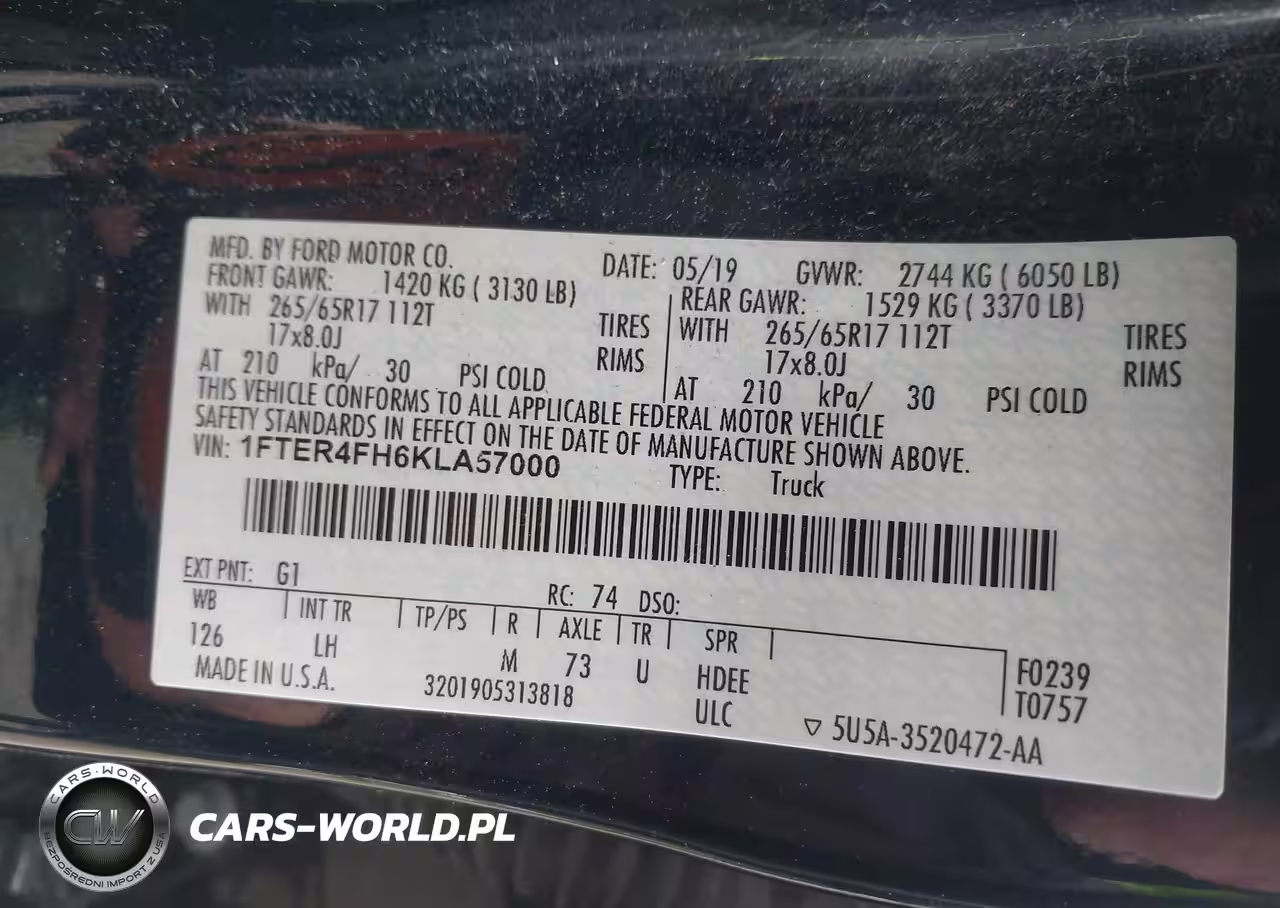 MFD. BY FORD MOTOR CO. DATE: 05/19 GVWR: 2744 KG ( 6050 LB)
FRONT GAWR: 1420 KG ( 3130 LB) REAR GAWR: 1529 KG ( 3370 LB)
WITH 265/65R17 112T TIRES WITH 265/65R17 112T TIRES
17x8.0J RIMS 17x8.0J RIMS
AT 210 kPa/ 30 PSI COLD AT 210 kPa/ 30 PSI COLD
THIS VEHICLE CONFORMS TO ALL APPLICABLE FEDERAL MOTOR VEHICLE
SAFETY STANDARDS IN EFFECT ON THE DATE OF MANUFACTURE SHOWN ABOVE.
VIN: 1FTER4FH6KLA57000 TYPE: Truck
EXT PNT: G1 RC: 74 DSO:
WB INT TR TP/PS R AXLE TR SPR
126 LH M 73 U HDEE F0239
MADE IN U.S.A. 3201905313818 ULC T0757
▽ 5U5A-3520472-AA
CARS-WORLD
CW
BEZPOŚREDNI IMPORT Z USA
CARS-WORLD.PL